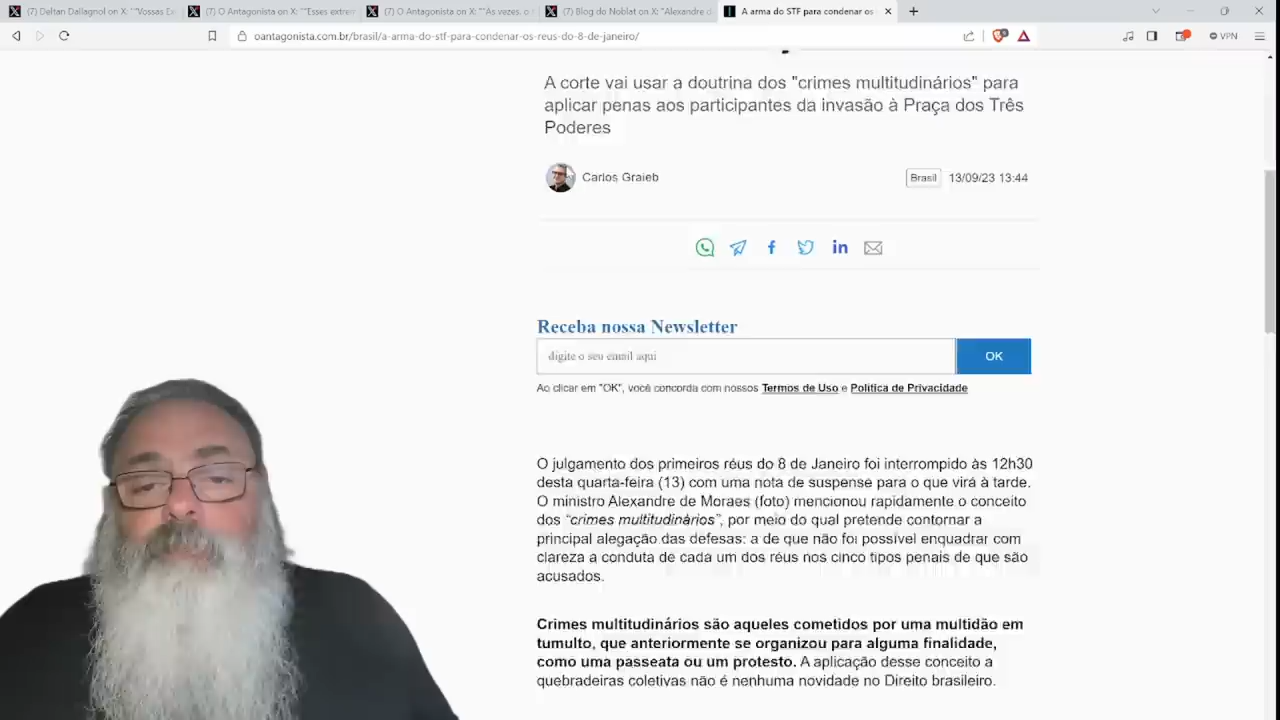 (7) Deltan Dallagnol on X: ""Vossas Ex
(7) O Antagonista on X: ""Esses extrem
(7) O Antagonista on X: ""Às vezes, o
(7) Blog do Noblat on X: "Alexandre d
A arma do STF para condenar os
oantagonista.com.br/brasil/a-arma-do-stf-para-condenar-os-reus-do-8-de-janeiro/
VPN
A corte vai usar a doutrina dos "crimes multitudinários" para
aplicar penas aos participantes da invasão à Praça dos Três
Poderes
Carlos Graieb
Brasil
13/09/23 13:44
Receba nossa Newsletter
digite o seu email aqui
OK
Ao clicar em "OK", você concorda com nossos Termos de Uso e Política de Privacidade
O julgamento dos primeiros réus do 8 de Janeiro foi interrompido às 12h30
desta quarta-feira (13) com uma nota de suspense para o que virá à tarde.
O ministro Alexandre de Moraes (foto) mencionou rapidamente o conceito
dos “crimes multitudinários”, por meio do qual pretende contornar a
principal alegação das defesas: a de que não foi possível enquadrar com
clareza a conduta de cada um dos réus nos cinco tipos penais de que são
acusados.
Crimes multitudinários são aqueles cometidos por uma multidão em
tumulto, que anteriormente se organizou para alguma finalidade,
como uma passeata ou um protesto. A aplicação desse conceito a
quebradeiras coletivas não é nenhuma novidade no Direito brasileiro.